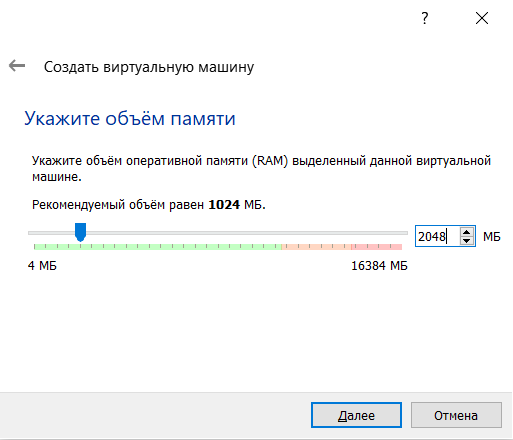 ?
Создать виртуальную машину
Укажите объём памяти
Укажите объём оперативной памяти (RAM) выделенный данной виртуальной
машине.
Рекомендуемый объём равен 1024 МБ.
2048 МБ
4 МБ 16384 МБ
Далее Отмена